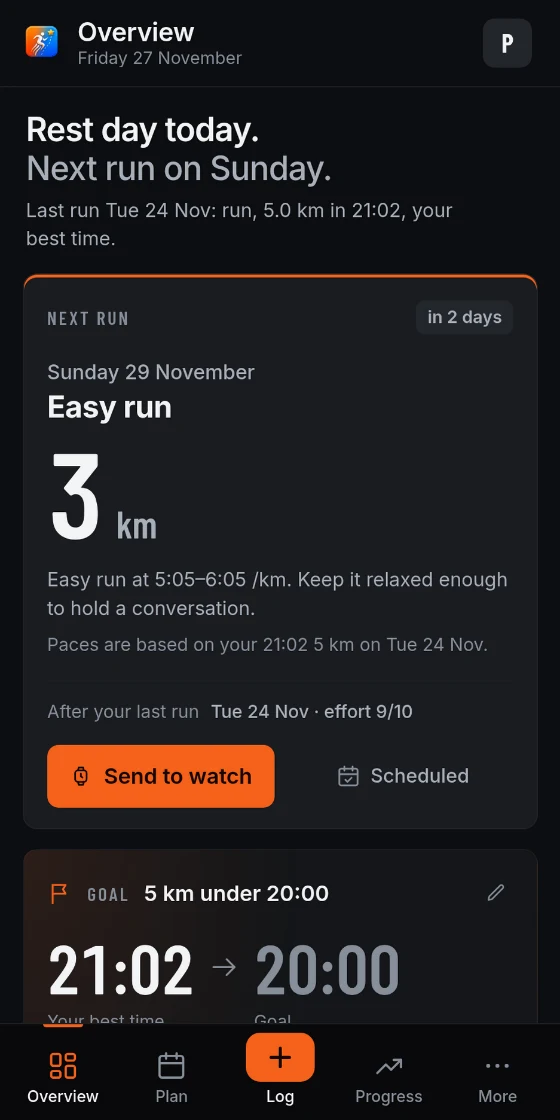 Overview
Friday 27 November
P
Rest day today.
Next run on Sunday.
Last run Tue 24 Nov: run, 5.0 km in 21:02, your
best time.
NEXT RUN
in 2 days
Sunday 29 November
Easy run
3 km
Easy run at 5:05–6:05 /km. Keep it relaxed enough
to hold a conversation.
Paces are based on your 21:02 5 km on Tue 24 Nov.
After your last run Tue 24 Nov · effort 9/10
Send to watch
Scheduled
GOAL 5 km under 20:00
21:02 → 20:00
Your best time
Goal
Overview
Plan
Log
Progress
More